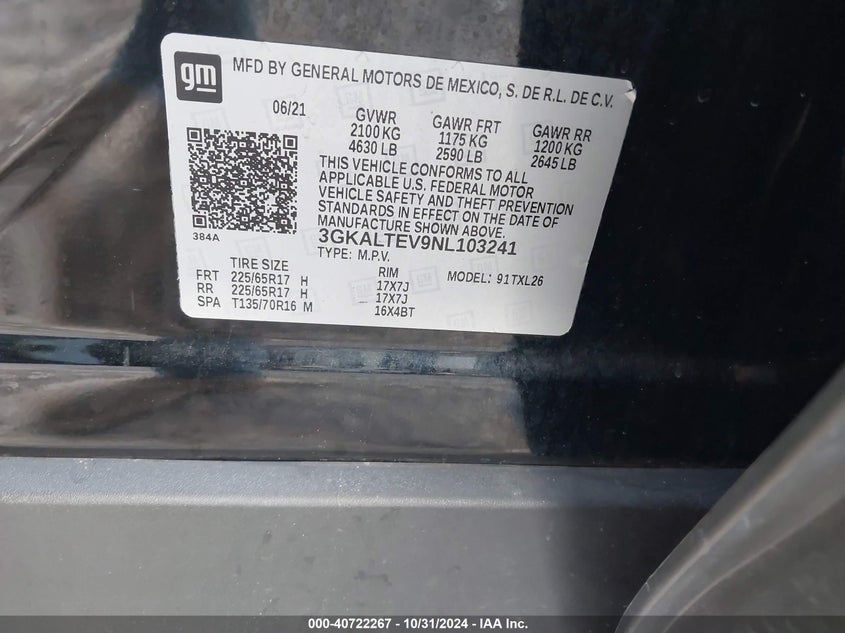 gm
MFD BY GENERAL MOTORS DE MEXICO, S. DE R.L. DE C.V.
06/21
GVWR
2100 KG
4630 LB
GAWR FRT
1175 KG
2590 LB
GAWR RR
1200 KG
2645 LB
THIS VEHICLE CONFORMS TO ALL
APPLICABLE U.S. FEDERAL MOTOR
VEHICLE SAFETY AND THEFT PREVENTION
STANDARDS IN EFFECT ON THE DATE OF
MANUFACTURE SHOWN ABOVE.
384A
3GKALTEV9NL103241
TYPE: M.P.V.
TIRE SIZE RIM MODEL: 91TXL26
FRT 225/65R17 H 17X7J
RR 225/65R17 H 17X7J
SPA T135/70R16 M 16X4BT
000-40722267 - 10/31/2024 - IAA Inc.